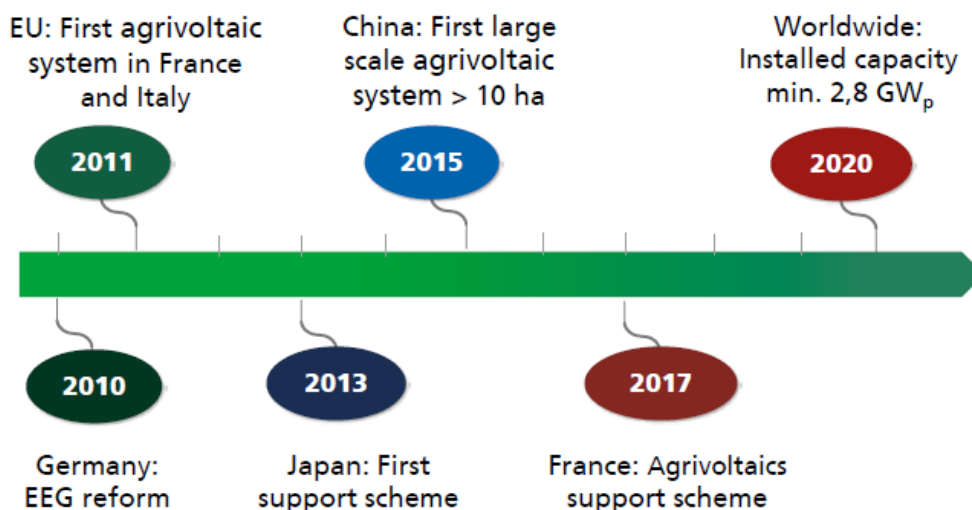 EU: First agrivoltaic
system in France
and Italy
2011
China: First large
scale agrivoltaic
system > 10 ha
2015
Worldwide:
Installed capacity
min. 2,8 GWp
2020
2010
Germany:
EEG reform
2013
Japan: First
support scheme
2017
France: Agrivoltaics
support scheme